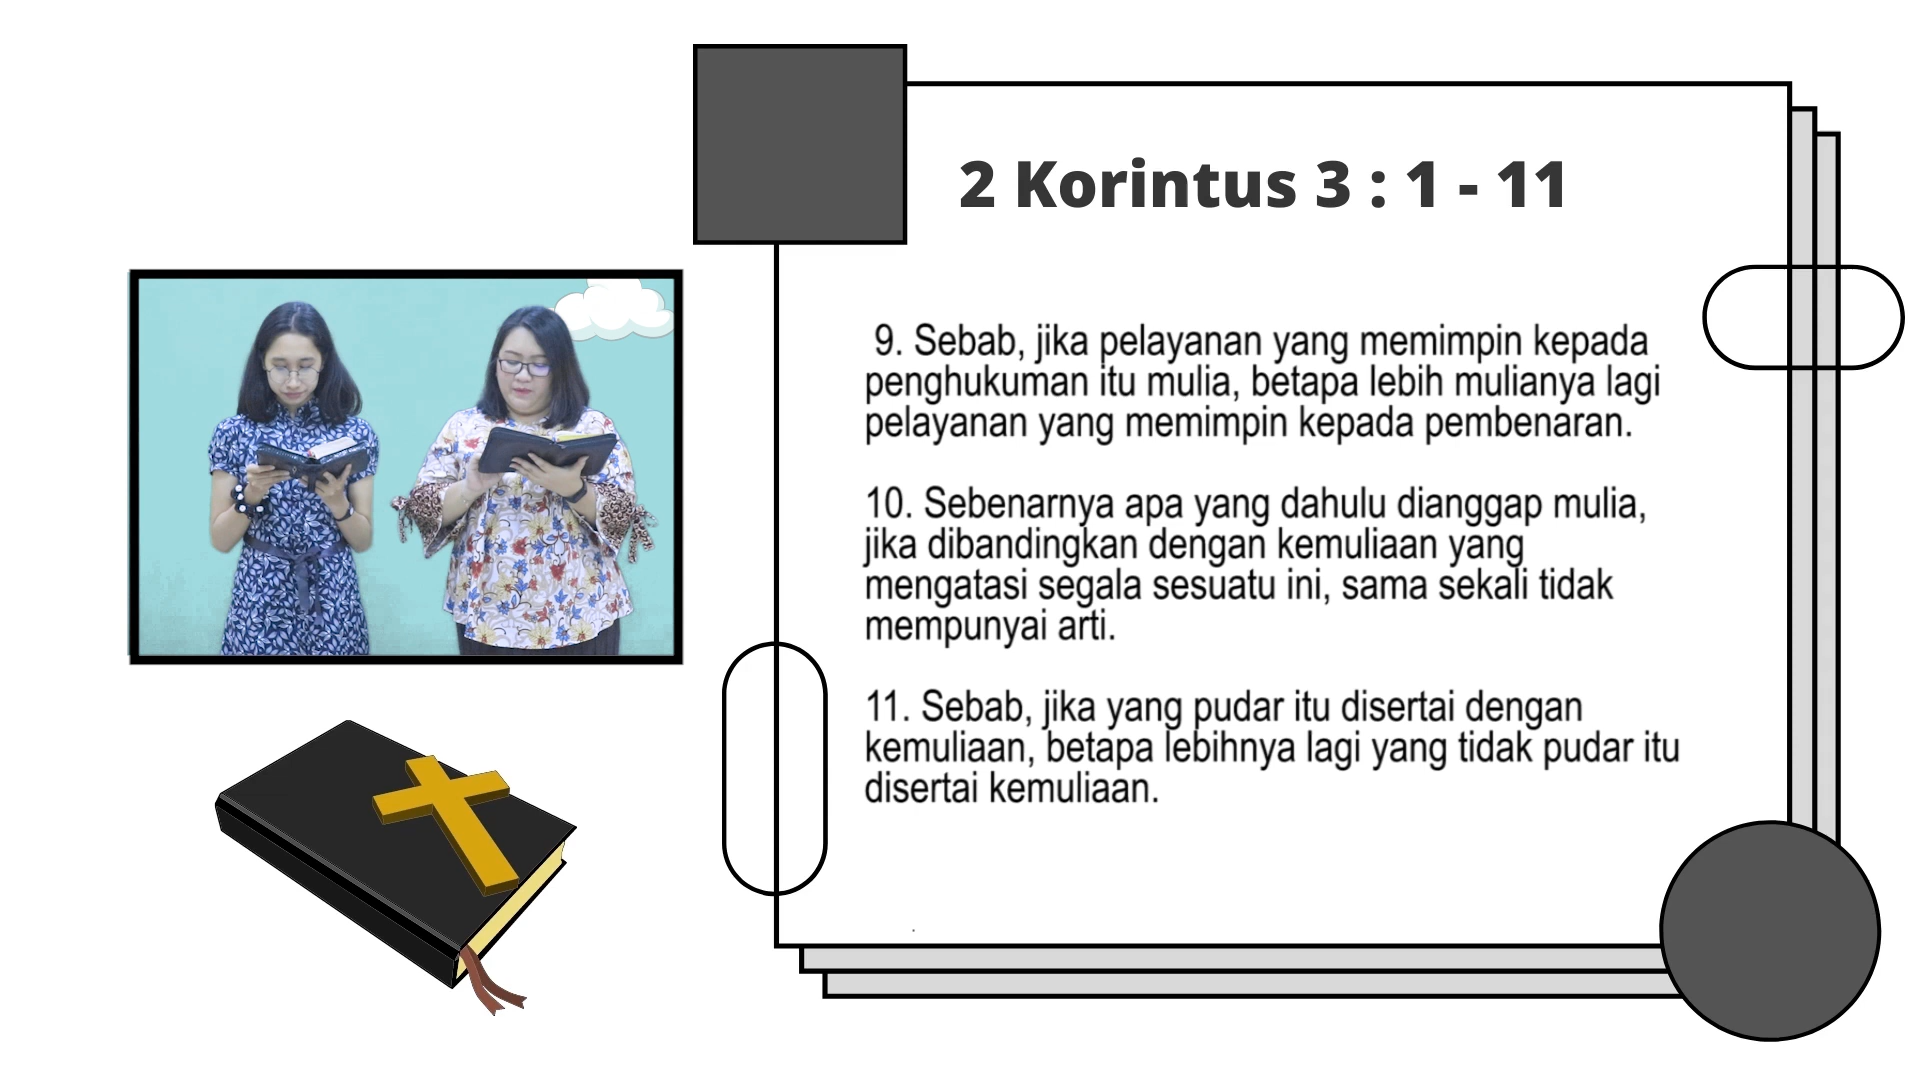 2 Korintus 3 : 1 - 11
9. Sebab, jika pelayanan yang memimpin kepada
penghukuman itu mulia, betapa lebih mulianya lagi
pelayanan yang memimpin kepada pembenaran.
10. Sebenarnya apa yang dahulu dianggap mulia,
jika dibandingkan dengan kemuliaan yang
mengatasi segala sesuatu ini, sama sekali tidak
mempunyai arti.
11. Sebab, jika yang pudar itu disertai dengan
kemuliaan, betapa lebihnya lagi yang tidak pudar itu
disertai kemuliaan.